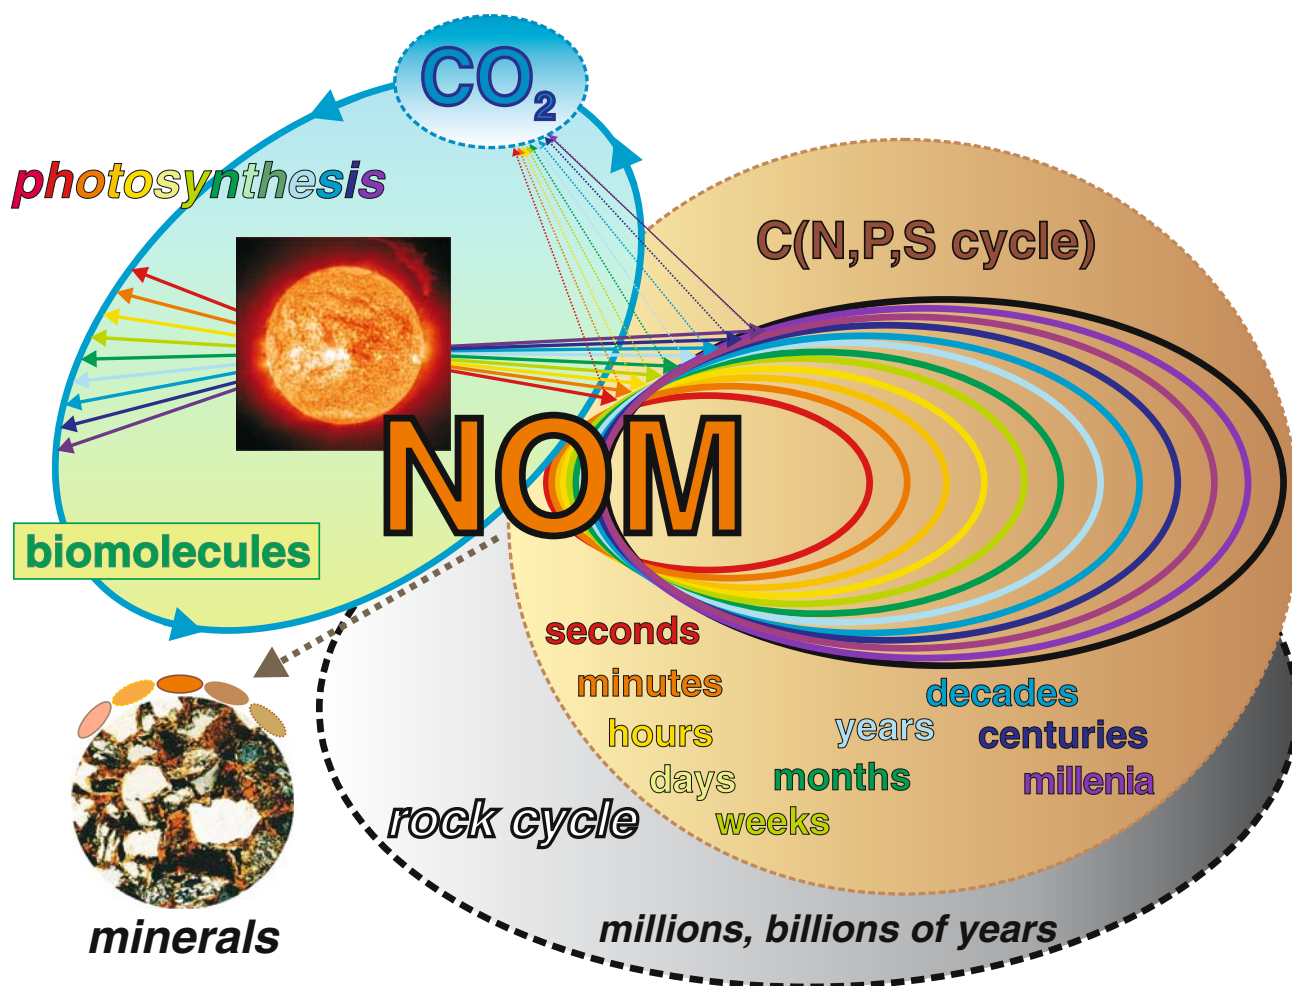 CO2
photosynthesis
C(N,P,S cycle)
NOM
biomolecules
seconds
minutes
hours
days
weeks
months
years
decades
centuries
millenia
rock cycle
millions, billions of years
minerals